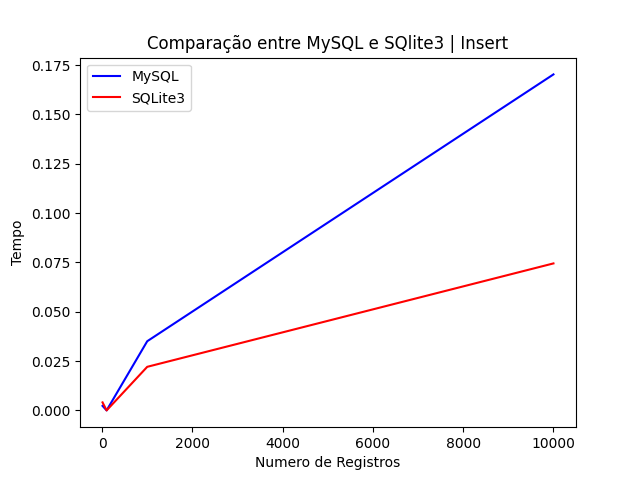 Comparação entre MySQL e SQlite3 | Insert
MySQL
SQLite3
0.175
0.150
0.125
0.100
0.075
0.050
0.025
0.000
Tempo
0 2000 4000 6000 8000 10000
Numero de Registros